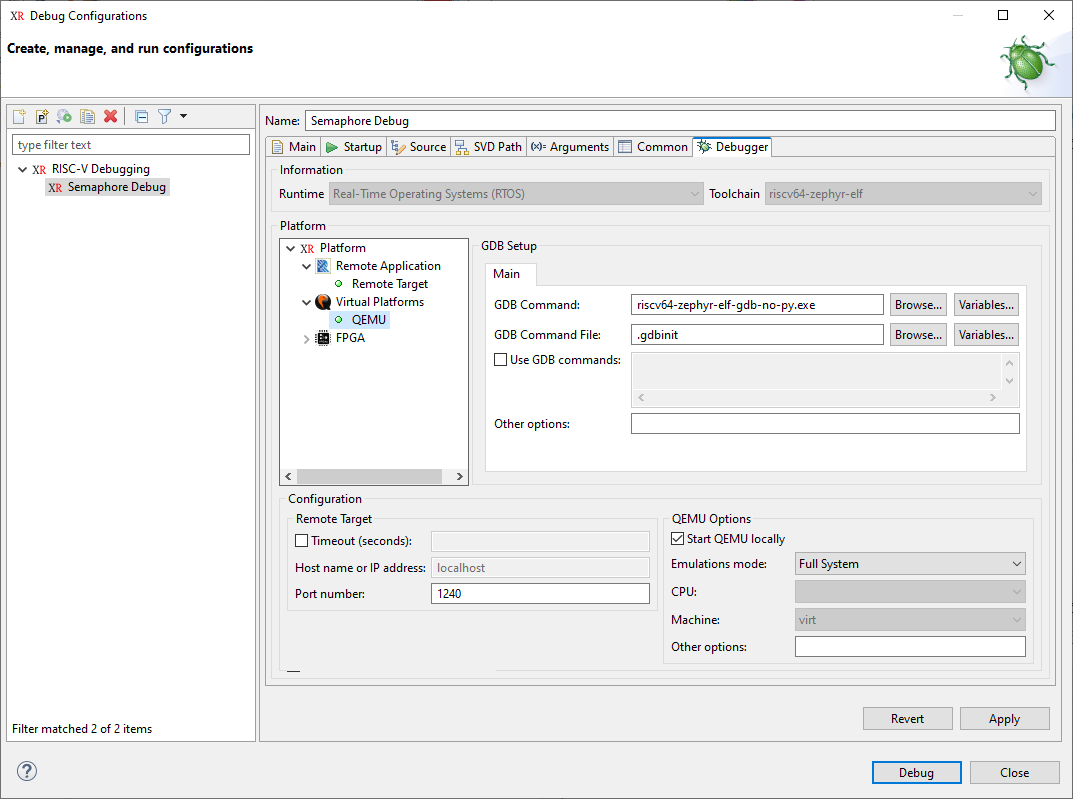 XR Debug Configurations
Create, manage, and run configurations
type filter text
XR RISC-V Debugging
XR Semaphore Debug
Filter matched 2 of 2 items
Name: Semaphore Debug
Main Startup Source SVD Path (x)= Arguments Common Debugger
Information
Runtime Real-Time Operating Systems (RTOS) Toolchain riscv64-zephyr-elf
Platform
XR Platform
Remote Application
Remote Target
Virtual Platforms
QEMU
FPGA
GDB Setup
Main
GDB Command: riscv64-zephyr-elf-gdb-no-py.exe Browse... Variables...
GDB Command File: .gdbinit Browse... Variables...
Use GDB commands:
Other options:
Configuration
Remote Target
Timeout (seconds):
Host name or IP address: localhost
Port number: 1240
QEMU Options
Start QEMU locally
Emulations mode: Full System
CPU:
Machine: virt
Other options:
Revert Apply
? Debug Close